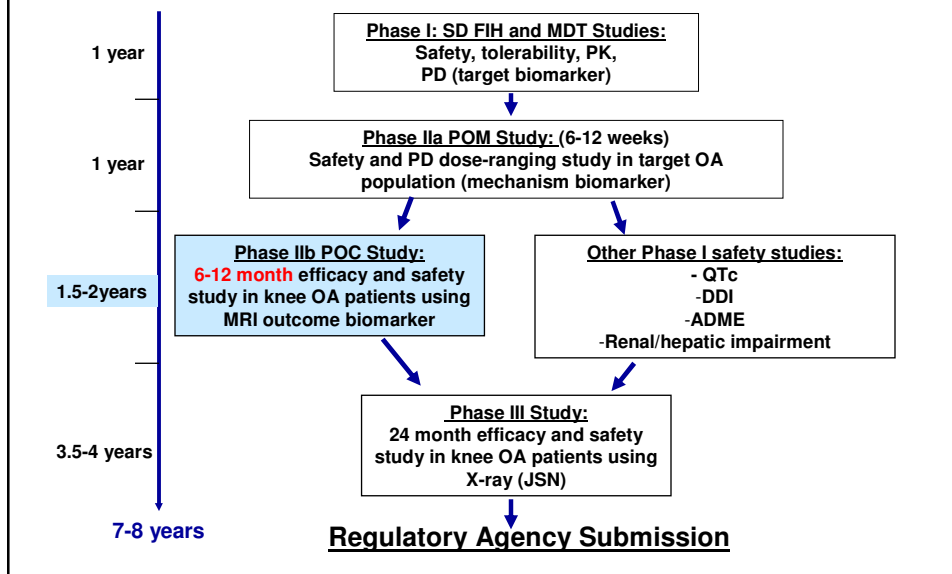 1 year
Phase I: SD FIH and MDT Studies:
Safety, tolerability, PK,
PD (target biomarker)
1 year
Phase IIa POM Study: (6-12 weeks)
Safety and PD dose-ranging study in target OA
population (mechanism biomarker)
1.5-2years
Phase IIb POC Study:
6-12 month efficacy and safety
study in knee OA patients using
MRI outcome biomarker
Other Phase I safety studies:
- QTc
-DDI
-ADME
-Renal/hepatic impairment
3.5-4 years
Phase III Study:
24 month efficacy and safety
study in knee OA patients using
X-ray (JSN)
7-8 years
Regulatory Agency Submission